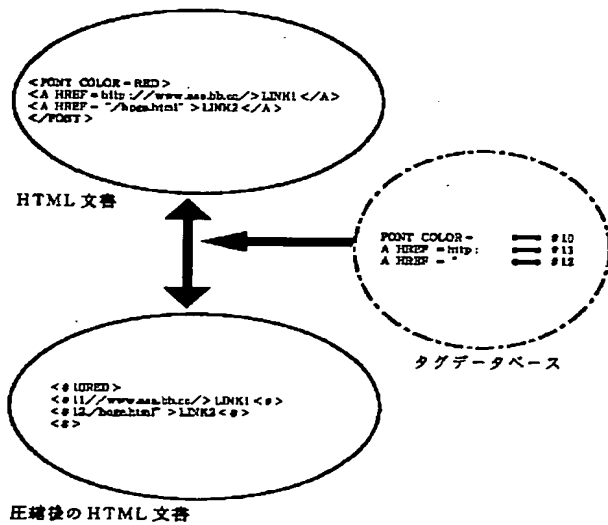 <FONT COLOR=RED>
<A HREF=http://www.aaa.bb.cc/>LINK1</A>
<A HREF="/hoge.html">LINK2</A>
</FONT>
HTML文書
FONT COLOR= #10
A HREF=http: #11
A HREF=" #12
タグデータベース
<#10RED>
<#11//www.aaa.bb.cc/>LINK1<#>
<#12/hoge.html">LINK2<#>
<#>
圧縮後のHTML文書